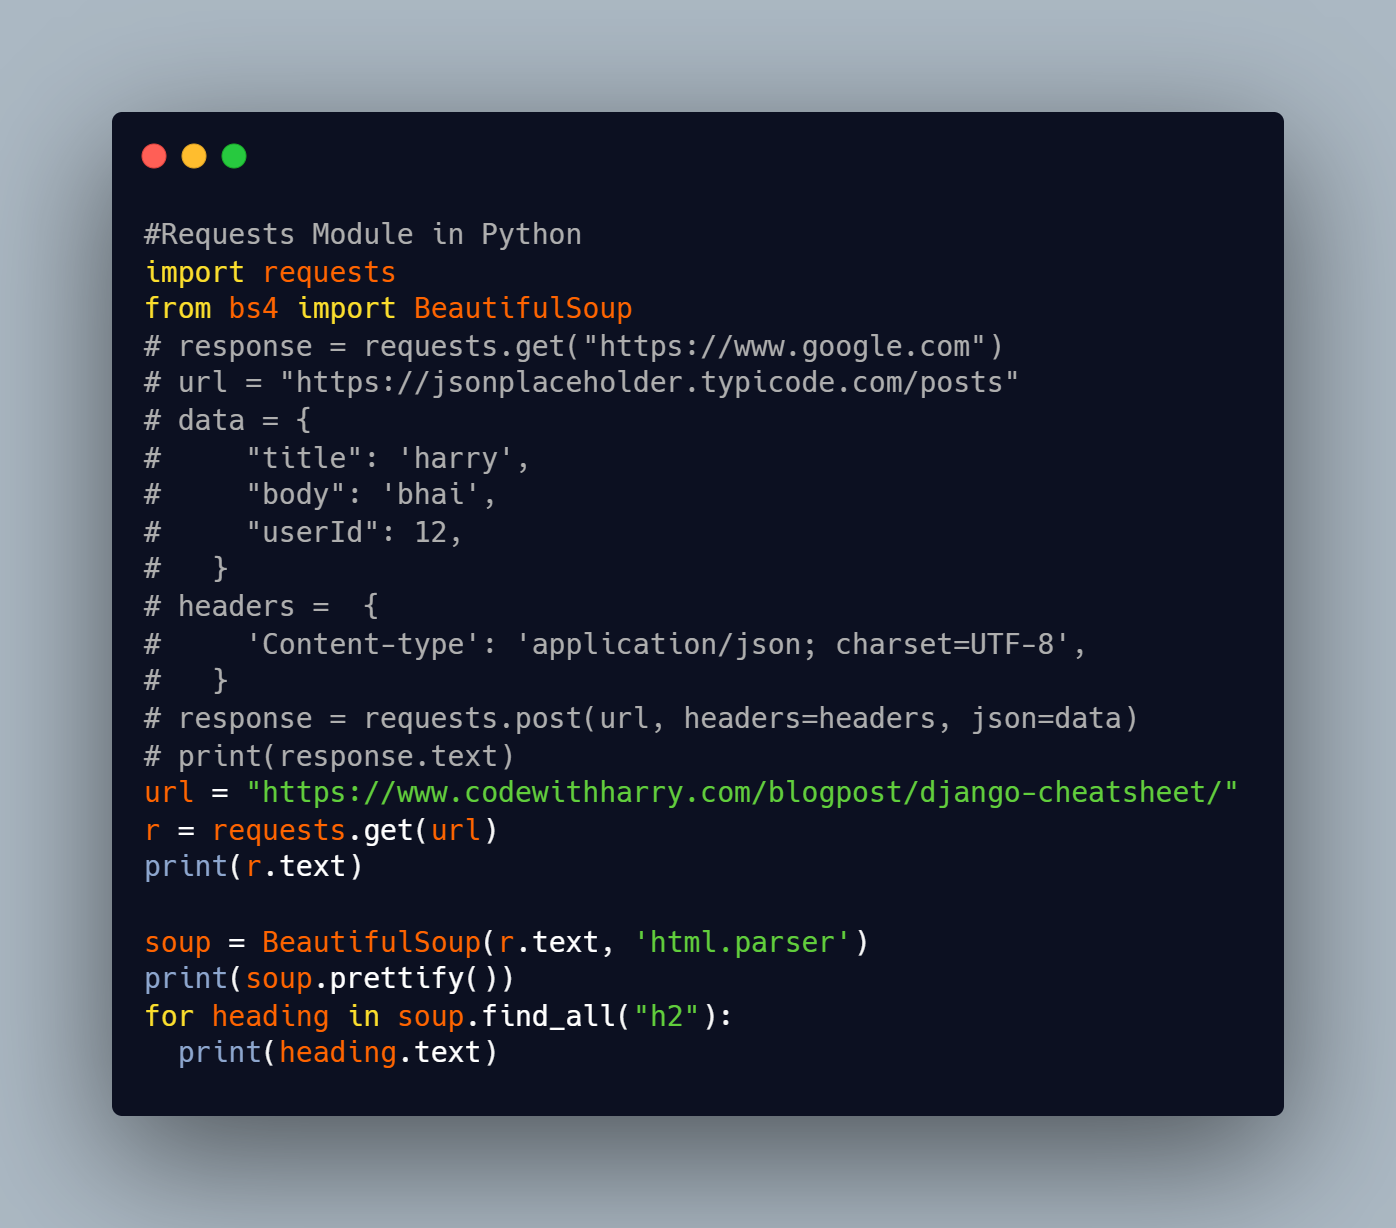 #Requests Module in Python
import requests
from bs4 import BeautifulSoup
# response = requests.get("https://www.google.com")
# url = "https://jsonplaceholder.typicode.com/posts"
# data = {
#     "title": 'harry',
#     "body": 'bhai',
#     "userId": 12,
#   }
# headers =  {
#     'Content-type': 'application/json; charset=UTF-8',
#   }
# response = requests.post(url, headers=headers, json=data)
# print(response.text)
url = "https://www.codewithharry.com/blogpost/django-cheatsheet/"
r = requests.get(url)
print(r.text)

soup = BeautifulSoup(r.text, 'html.parser')
print(soup.prettify())
for heading in soup.find_all("h2"):
  print(heading.text)